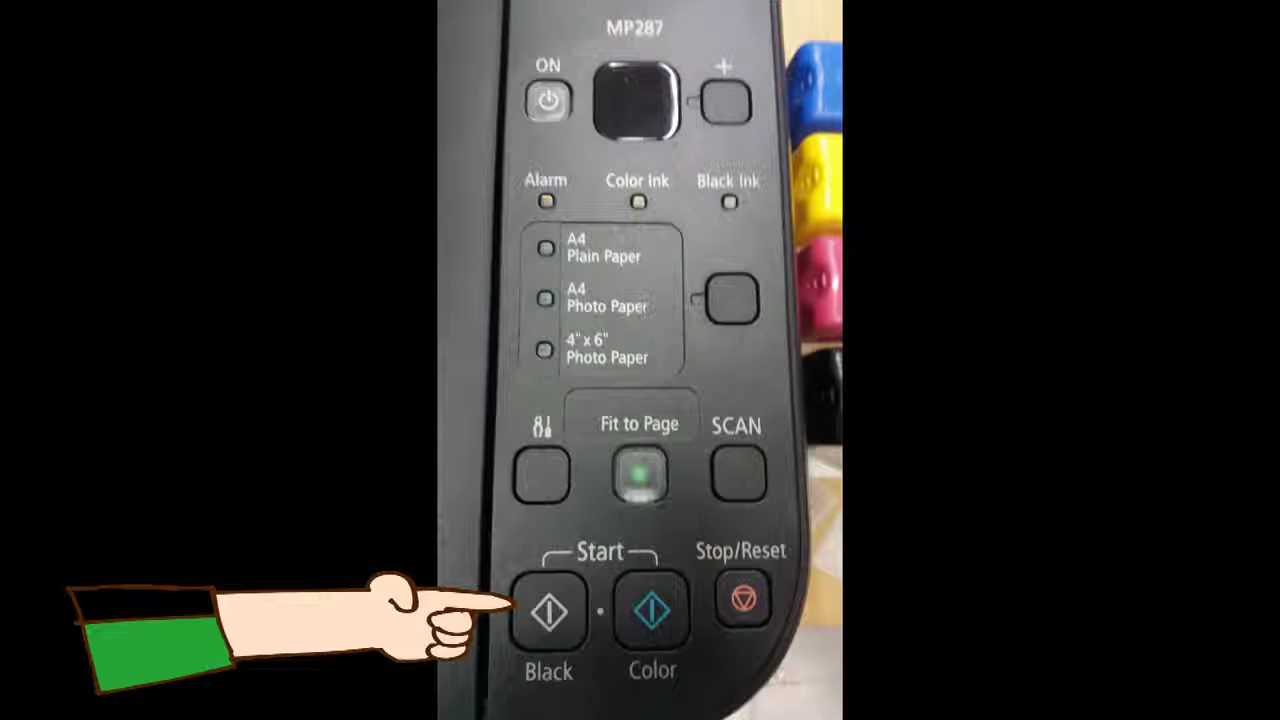 MP287
ON
+
Alarm
Color Ink
Black Ink
A4
Plain Paper
A4
Photo Paper
4" x 6"
Photo Paper
Fit to Page
SCAN
Start
Stop/Reset
Black
Color